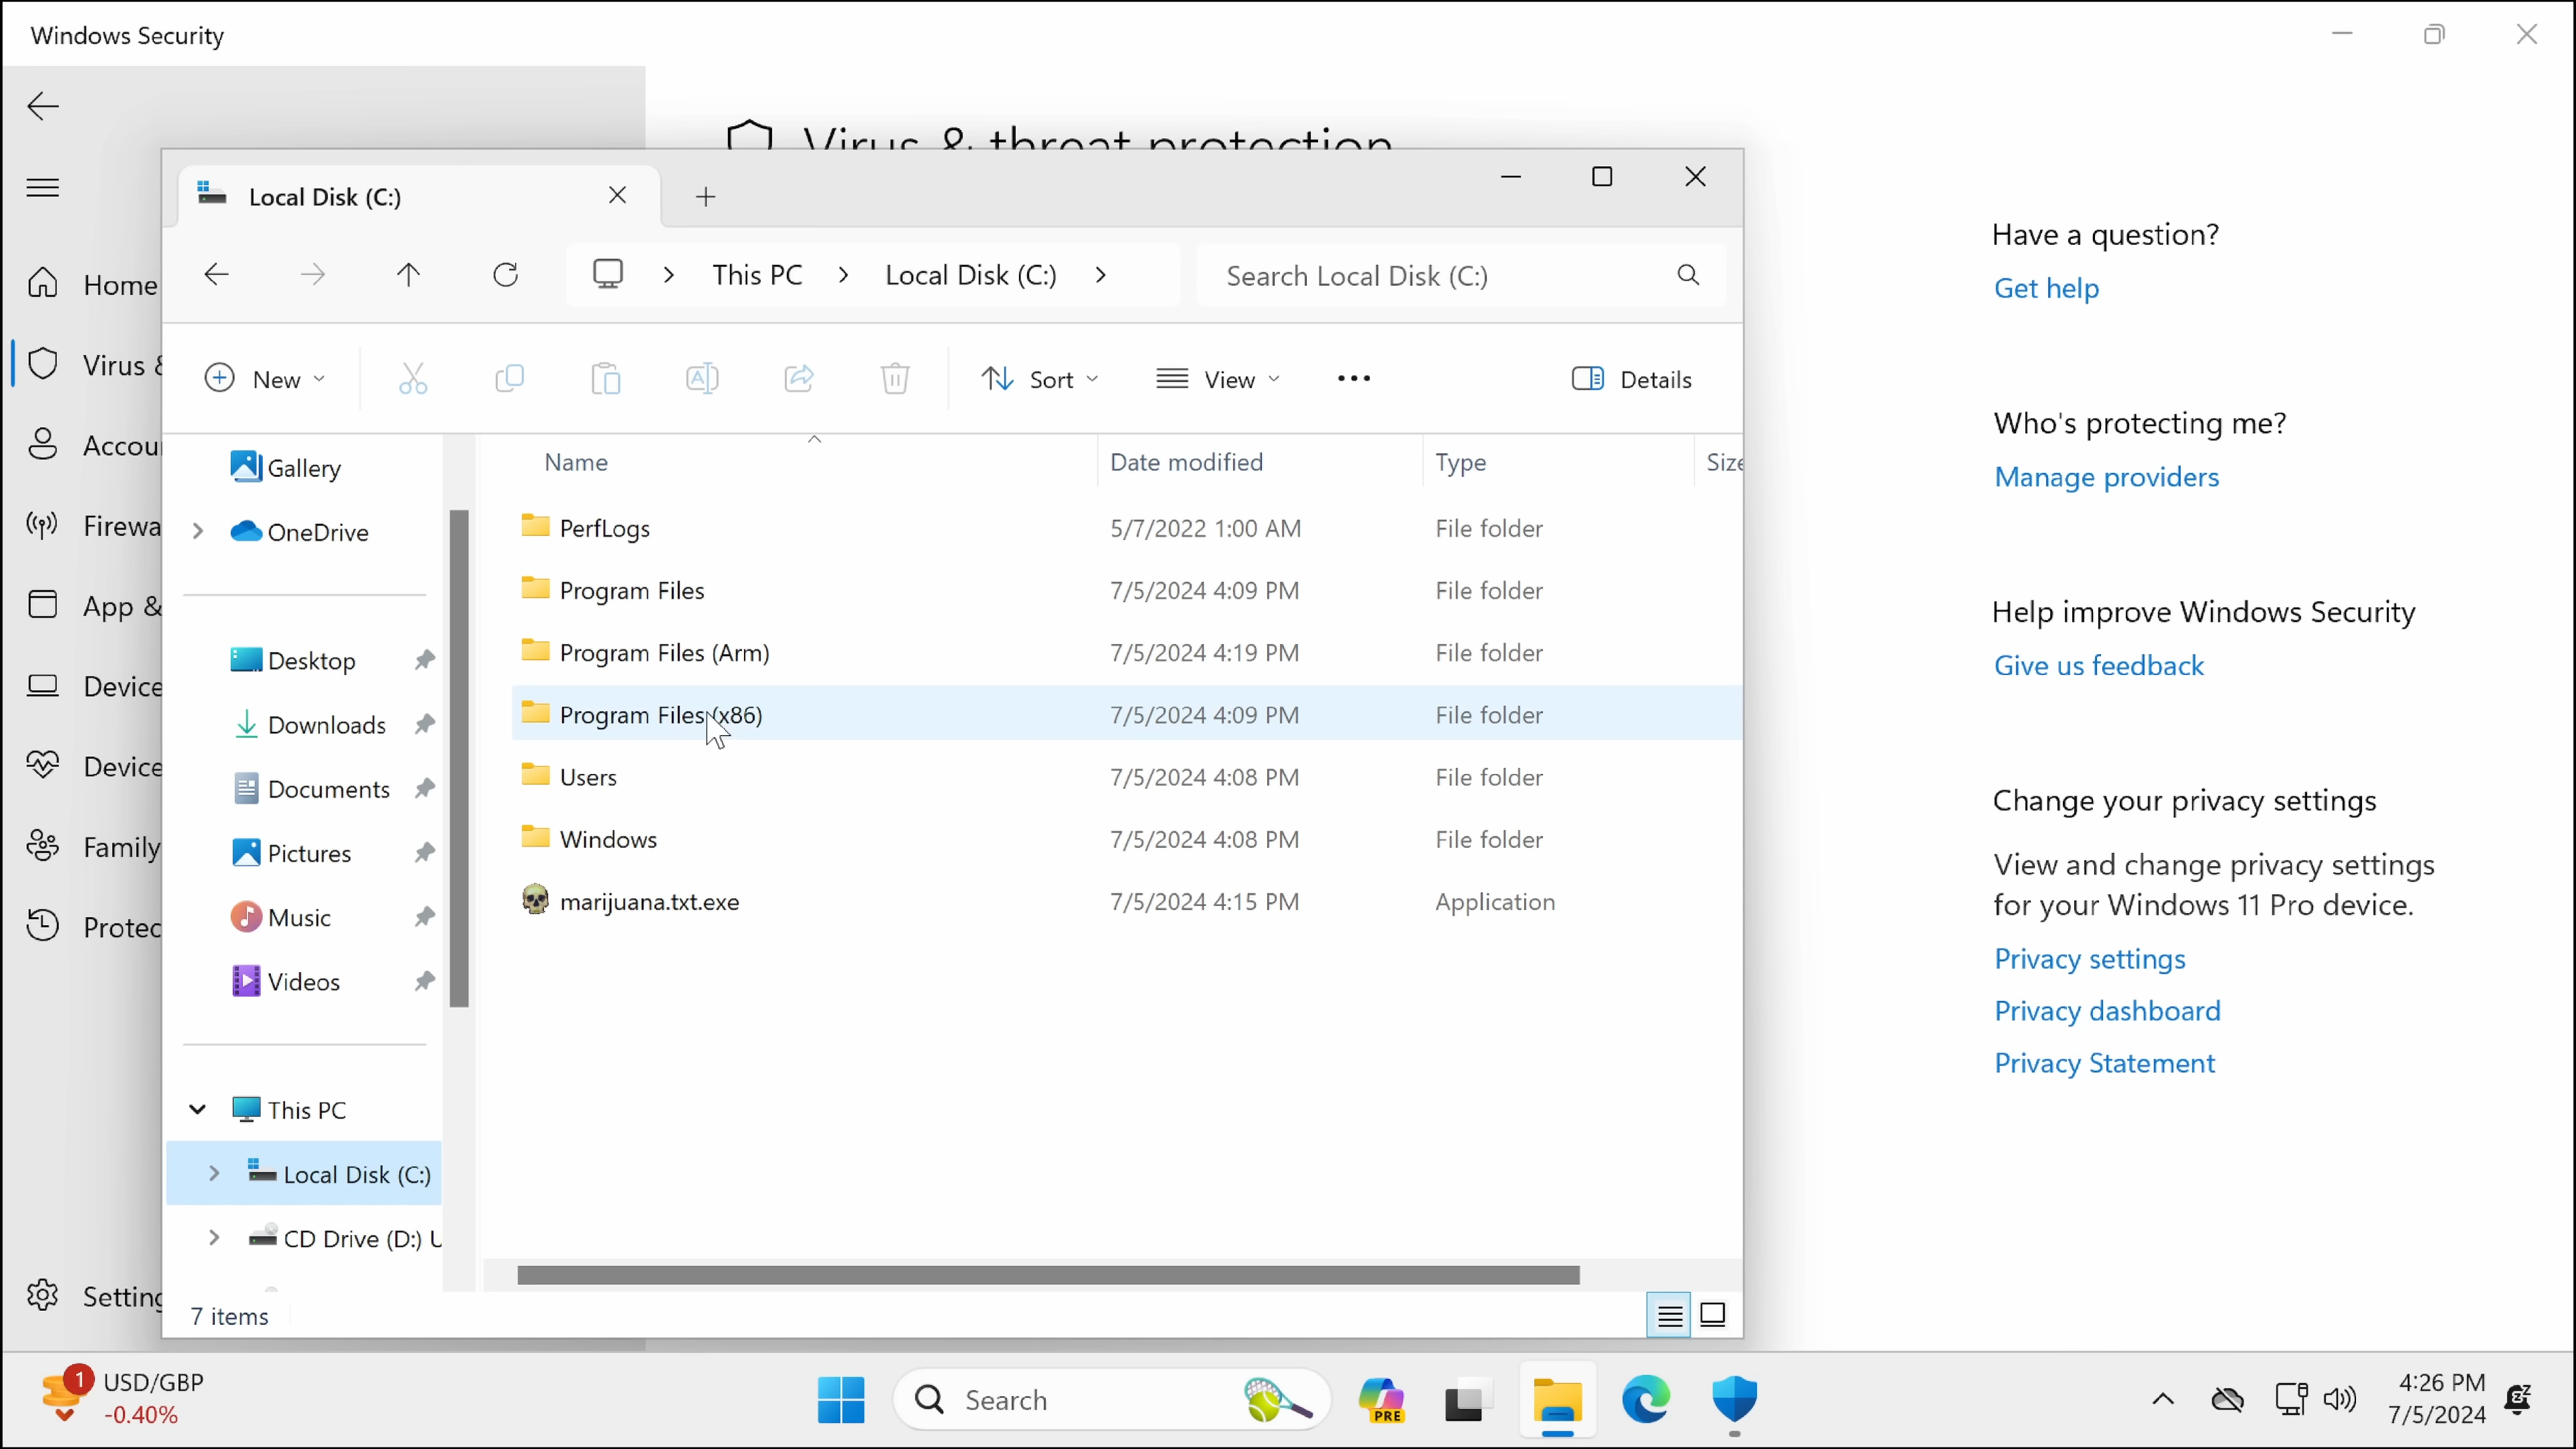 Windows Security
Virus & threat protection
Home
Virus &
Accou
Firewa
App &
Device
Device
Family
Protec
Setting
Local Disk (C:)
This PC
Local Disk (C:)
Search Local Disk (C:)
New
Sort
View
Details
Gallery
OneDrive
Desktop
Downloads
Documents
Pictures
Music
Videos
This PC
Local Disk (C:)
CD Drive (D:) U
Name Date modified Type Size
PerfLogs 5/7/2022 1:00 AM File folder
Program Files 7/5/2024 4:09 PM File folder
Program Files (Arm) 7/5/2024 4:19 PM File folder
Program Files (x86) 7/5/2024 4:09 PM File folder
Users 7/5/2024 4:08 PM File folder
Windows 7/5/2024 4:08 PM File folder
marijuana.txt.exe 7/5/2024 4:15 PM Application
7 items
Have a question?
Get help
Who's protecting me?
Manage providers
Help improve Windows Security
Give us feedback
Change your privacy settings
View and change privacy settings
for your Windows 11 Pro device.
Privacy settings
Privacy dashboard
Privacy Statement
1
USD/GBP
-0.40%
Search
PRE
4:26 PM
7/5/2024